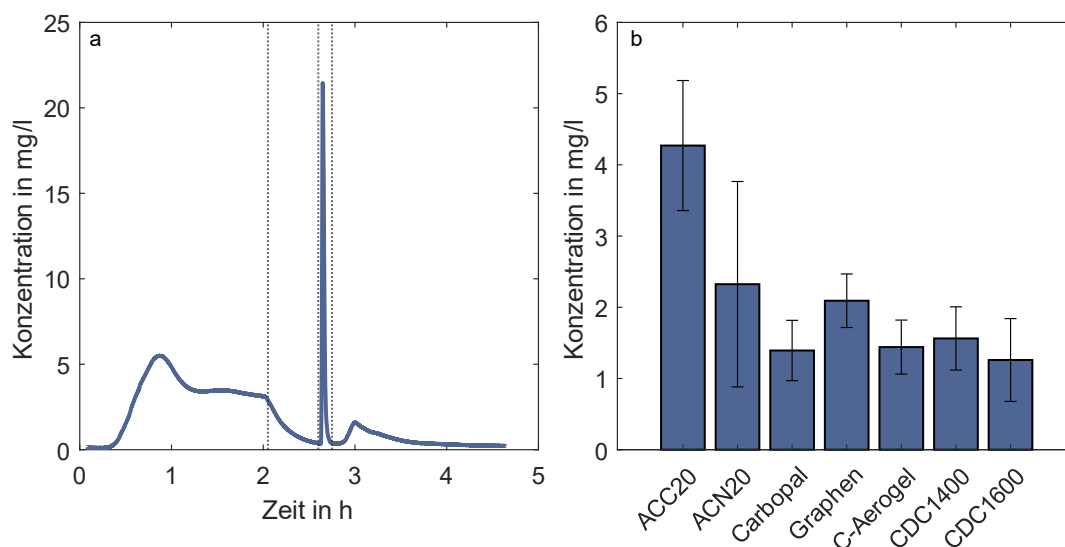 a
25
20
15
10
5
0
Konzentration in mg/l
0 1 2 3 4 5
Zeit in h
b
6
5
4
3
2
1
0
Konzentration in mg/l
ACC20
ACN20
Carbopal
Graphen
C-Aerogel
CDC1400
CDC1600